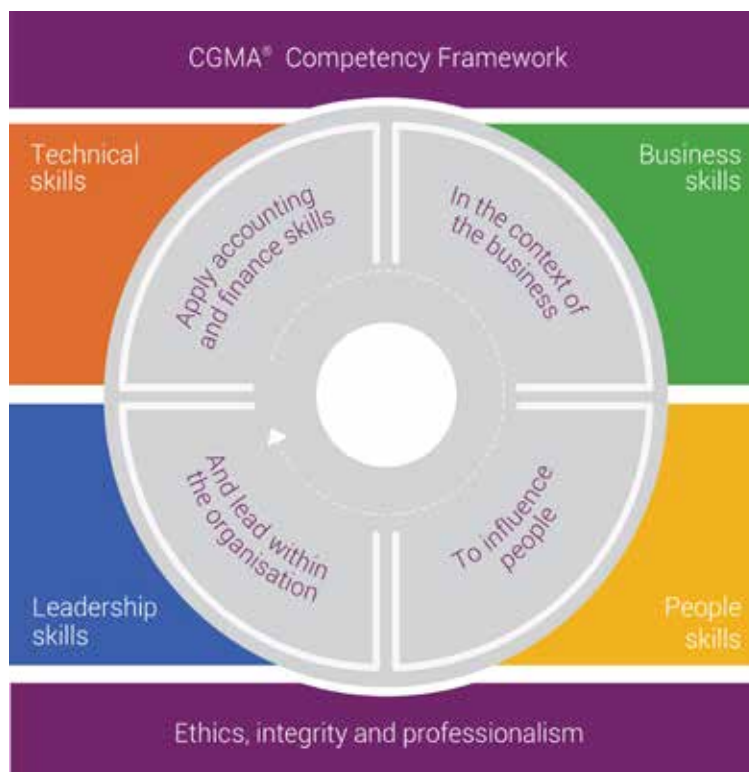 CGMA® Competency Framework
Technical
skills
Business
skills
Apply accounting
and finance skills
In the context of
the business
And lead within
the organisation
To influence
people
Leadership
skills
People
skills
Ethics, integrity and professionalism